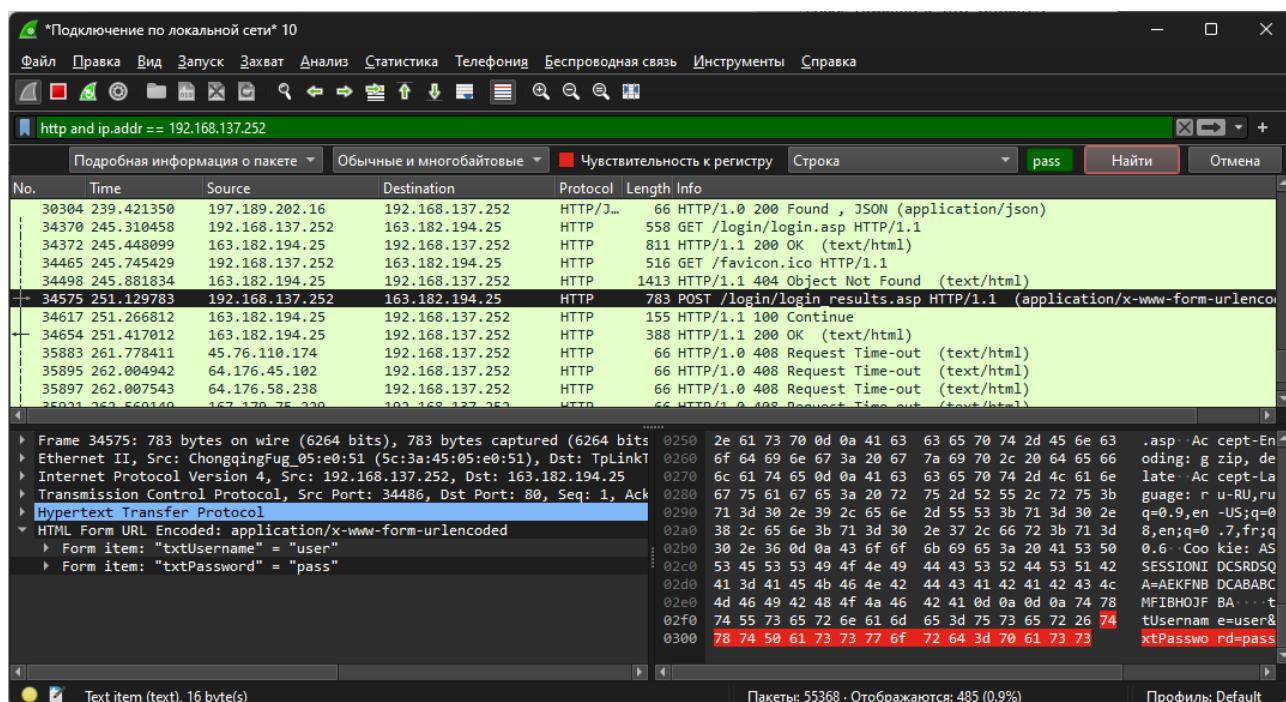 *Подключение по локальной сети* 10
Файл Правка Вид Запуск Захват Анализ Статистика Телефония Беспроводная связь Инструменты Справка
http and ip.addr == 192.168.137.252
Подробная информация о пакете Обычные и многобайтовые Чувствительность к регистру Строка pass Найти Отмена
No. Time Source Destination Protocol Length Info
30304 239.421350 197.189.202.16 192.168.137.252 HTTP/J… 66 HTTP/1.0 200 Found , JSON (application/json)
34370 245.310458 192.168.137.252 163.182.194.25 HTTP 558 GET /login/login.asp HTTP/1.1
34372 245.448099 163.182.194.25 192.168.137.252 HTTP 811 HTTP/1.1 200 OK (text/html)
34465 245.745429 192.168.137.252 163.182.194.25 HTTP 516 GET /favicon.ico HTTP/1.1
34498 245.881834 163.182.194.25 192.168.137.252 HTTP 1413 HTTP/1.1 404 Object Not Found (text/html)
34575 251.129783 192.168.137.252 163.182.194.25 HTTP 783 POST /login/login_results.asp HTTP/1.1 (application/x-www-form-urlenco
34617 251.266812 163.182.194.25 192.168.137.252 HTTP 155 HTTP/1.1 100 Continue
34654 251.417012 163.182.194.25 192.168.137.252 HTTP 388 HTTP/1.1 200 OK (text/html)
35883 261.778411 45.76.110.174 192.168.137.252 HTTP 66 HTTP/1.0 408 Request Time-out (text/html)
35895 262.004942 64.176.45.102 192.168.137.252 HTTP 66 HTTP/1.0 408 Request Time-out (text/html)
35897 262.007543 64.176.58.238 192.168.137.252 HTTP 66 HTTP/1.0 408 Request Time-out (text/html)
192.168.137.252 HTTP 66 HTTP/1.0 408 Request Time-out (text/html)
Frame 34575: 783 bytes on wire (6264 bits), 783 bytes captured (6264 bits
Ethernet II, Src: ChongqingFug_05:e0:51 (5c:3a:45:05:e0:51), Dst: TpLinkT
Internet Protocol Version 4, Src: 192.168.137.252, Dst: 163.182.194.25
Transmission Control Protocol, Src Port: 34486, Dst Port: 80, Seq: 1, Ack
Hypertext Transfer Protocol
HTML Form URL Encoded: application/x-www-form-urlencoded
Form item: "txtUsername" = "user"
Form item: "txtPassword" = "pass"
0250 2e 61 73 70 0d 0a 41 63 63 65 70 74 2d 45 6e 63 .asp··Ac cept-En
0260 6f 64 69 6e 67 3a 20 67 7a 69 70 2c 20 64 65 66 oding: g zip, de
0270 6c 61 74 65 0d 0a 41 63 63 65 70 74 2d 4c 61 6e late··Ac cept-La
0280 67 75 61 67 65 3a 20 72 75 2d 52 55 2c 72 75 3b guage: r u-RU,ru
0290 71 3d 30 2e 39 2c 65 6e 2d 55 53 3b 71 3d 30 2e q=0.9,en -US;q=0
02a0 38 2c 65 6e 3b 71 3d 30 2e 37 2c 66 72 3b 71 3d 8,en;q=0 .7,fr;q
02b0 30 2e 36 0d 0a 43 6f 6f 6b 69 65 3a 20 41 53 50 0.6··Coo kie: AS
02c0 53 45 53 53 49 4f 4e 49 44 43 53 52 44 53 51 42 SESSIONI DCSRDSQ
02d0 41 3d 41 45 4b 46 4e 42 44 43 41 42 41 42 43 4c A=AEKFNB DCABABC
02e0 4d 46 49 42 48 4f 4a 46 42 41 0d 0a 0d 0a 74 78 MFIBHOJF BA····t
02f0 74 55 73 65 72 6e 61 6d 65 3d 75 73 65 72 26 74 tUsernam e=user&
0300 78 74 50 61 73 73 77 6f 72 64 3d 70 61 73 73 xtPasswo rd=pass
Text item (text), 16 byte(s) Пакеты: 55368 · Отображаются: 485 (0.9%) Профиль: Default